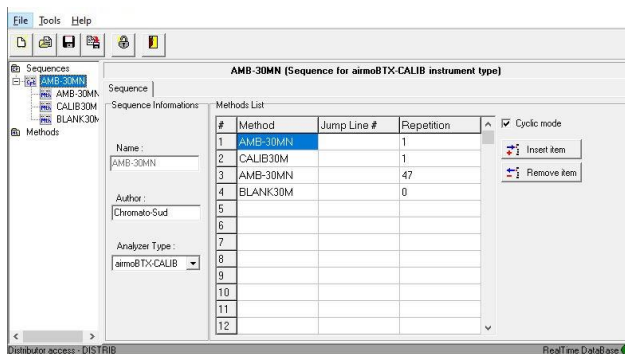 File Tools Help
Sequences
AMB-30MN
AMB-30MN
CALIB30M
BLANK30M
Methods
AMB-30MN (Sequence for airmoBTX-CALIB instrument type)
Sequence
Sequence Informations
Name :
AMB-30MN
Author :
Chromato-Sud
Analyzer Type :
airmoBTX-CALIB
Methods List
# Method Jump Line # Repetition
1 AMB-30MN 1
2 CALIB30M 1
3 AMB-30MN 47
4 BLANK30M 0
5
6
7
8
9
10
11
12
Cyclic mode
Insert item
Remove item
Distributor access - DISTRIB
RealTime DataBase